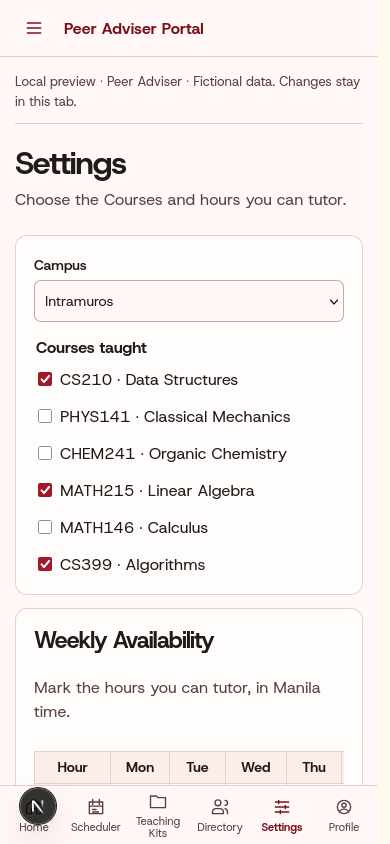 Peer Adviser Portal
Local preview · Peer Adviser · Fictional data. Changes stay
in this tab.
Settings
Choose the Courses and hours you can tutor.
Campus
Intramuros
Courses taught
CS210 · Data Structures
PHYS141 · Classical Mechanics
CHEM241 · Organic Chemistry
MATH215 · Linear Algebra
MATH146 · Calculus
CS399 · Algorithms
Weekly Availability
Mark the hours you can tutor, in Manila
time.
Hour Mon Tue Wed Thu
N
Home Scheduler Teaching Kits Directory Settings Profile